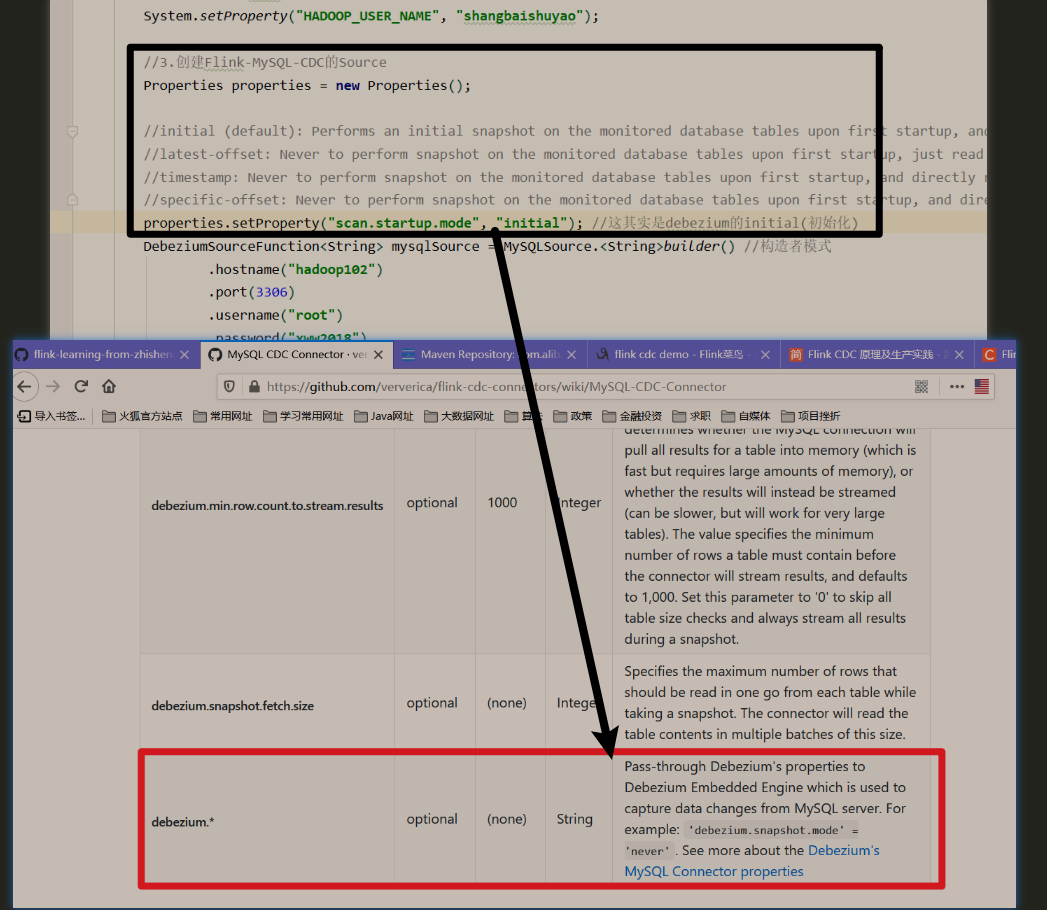 System.setProperty("HADOOP_USER_NAME", "shangbaishuyao");
//3.创建Flink-MySQL-CDC的Source
Properties properties = new Properties();
//initial (default): Performs an initial snapshot on the monitored database tables upon first startup, and
//latest-offset: Never to perform snapshot on the monitored database tables upon first startup, just read
//timestamp: Never to perform snapshot on the monitored database tables upon first startup, and directly
//specific-offset: Never to perform snapshot on the monitored database tables upon first startup, and
properties.setProperty("scan.startup.mode", "initial"); //这其实是debezium的initial(初始化)
DebeziumSourceFunction<String> mysqlSource = MySQLSource.<String>builder() //构造者模式
.hostname("hadoop102")
.port(3306)
.username("root")
.password("xww2018")
flink-learning-from-zhisheng
MySQL CDC Connector · ver
Maven Repository: com.alib
flink cdc demo - Flink菜鸟 -
简 Flink CDC 原理及生产实践 -
C Fli
https://github.com/ververica/flink-cdc-connectors/wiki/MySQL-CDC-Connector
导入书签... 火狐官方站点 常用网址 学习常用网址 Java网址 大数据网址 政策 金融投资 求职 自媒体 项目挫折
debezium.min.row.count.to.stream.results
optional
1000
Integer
determines whether the MySQL connection will
pull all results for a table into memory (which is
fast but requires large amounts of memory), or
whether the results will instead be streamed
(can be slower, but will work for very large
tables). The value specifies the minimum
number of rows a table must contain before
the connector will stream results, and defaults
to 1,000. Set this parameter to '0' to skip all
table size checks and always stream all results
during a snapshot.
debezium.snapshot.fetch.size
optional
(none)
Integer
Specifies the maximum number of rows that
should be read in one go from each table while
taking a snapshot. The connector will read the
table contents in multiple batches of this size.
debezium.*
optional
(none)
String
Pass-through Debezium's properties to
Debezium Embedded Engine which is used to
capture data changes from MySQL server. For
example: 'debezium.snapshot.mode' =
'never' . See more about the Debezium's
MySQL Connector properties